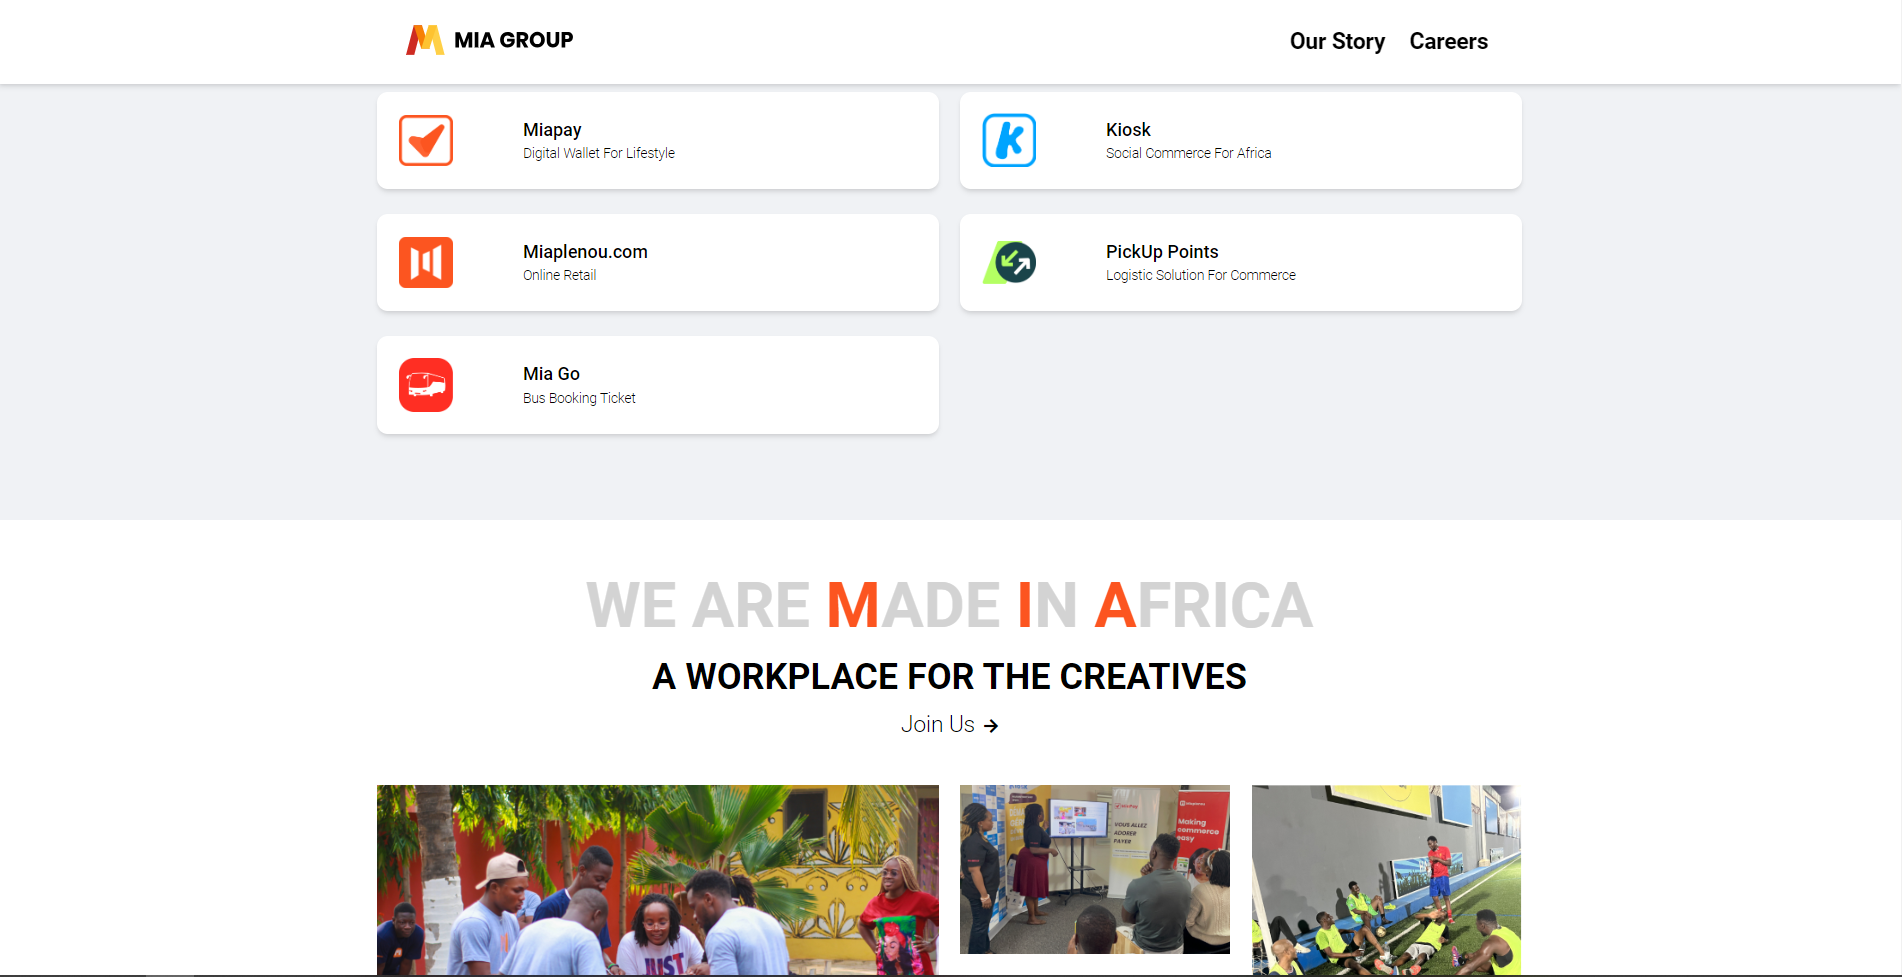 MIA GROUP
Our Story
Careers
Miapay
Digital Wallet For Lifestyle
Kiosk
Social Commerce For Africa
Miaplenou.com
Online Retail
PickUp Points
Logistic Solution For Commerce
Mia Go
Bus Booking Ticket
WE ARE MADE IN AFRICA
A WORKPLACE FOR THE CREATIVES
Join Us →
JUST
VOUS ALLEZ
ADORER
PAYER
Making
commerce
easy